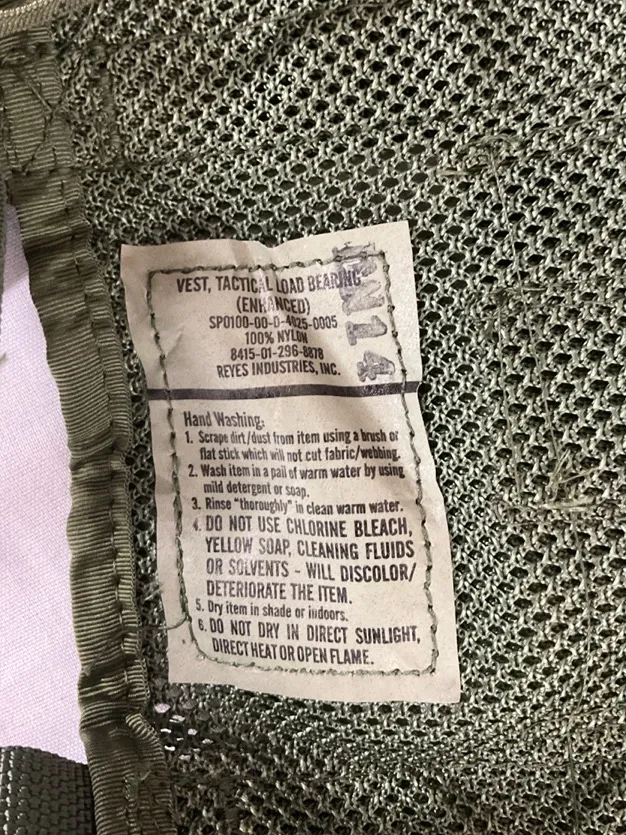 VEST, TACTICAL LOAD BEARING
(ENHANCED)
SP0100-00-D-4025-0005
100% NYLON
8415-01-296-8878
REYES INDUSTRIES, INC.
Hand Washing:
1. Scrape dirt/dust from item using a brush or
flat stick which will not cut fabric/webbing.
2. Wash item in a pail of warm water by using
mild detergent or soap.
3. Rinse "thoroughly" in clean warm water.
4. DO NOT USE CHLORINE BLEACH,
YELLOW SOAP, CLEANING FLUIDS
OR SOLVENTS - WILL DISCOLOR/
DETERIORATE THE ITEM.
5. Dry item in shade or indoors.
6. DO NOT DRY IN DIRECT SUNLIGHT,
DIRECT HEAT OR OPEN FLAME.